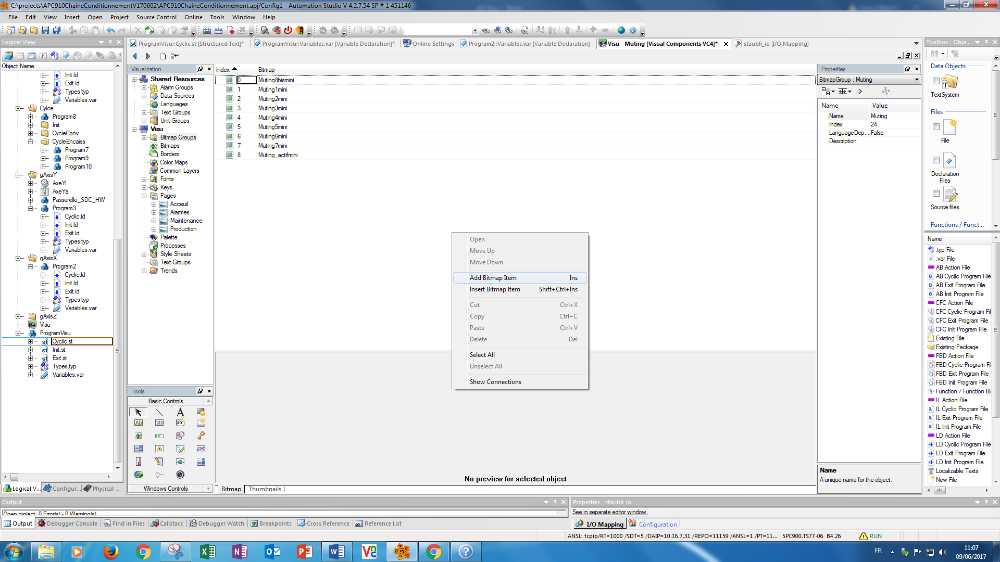 C:\projects\APC910ChaineConditionnementV170602\APC910ChaineConditionnement.apj/Config1 - Automation Studio V 4.2.7.54 SP # 1 451146
File Edit View Insert Open Project Source Control Online Tools Window Help
Logical View
Object Name
Init.ld
Exit.ld
Types.typ
Variables.var
Cylce
Program8
Init
CycleConv
CycleEncaiss
Program7
Program9
Program10
gAxisY
AxeYi
AxeYa
Passerelle_SDC_HW
Program3
Cyclic.ld
Init.ld
Exit.ld
Types.typ
Variables.var
gAxisX
Program2
Cyclic.ld
Init.ld
Exit.ld
Types.typ
Variables.var
gAxisZ
Visu
ProgramVisu
Cyclic.st
Init.st
Exit.st
Types.typ
Variables.var
Logical V... Configur... Physical ...
ProgramVisu::Cyclic.st [Structured Text]* ProgramVisu::Variables.var [Variable Declaration]* Online Settings Program2::Variables.var [Variable Declaration] Visu - Muting [Visual Components VC4]* staubli_io [I/O Mapping]
Visualization
Shared Resources
Alarm Groups
Data Sources
Languages
Text Groups
Unit Groups
Visu
Bitmap Groups
Bitmaps
Borders
Color Maps
Common Layers
Fonts
Keys
Pages
Acceuil
Alarmes
Maintenance
Production
Palette
Processes
Style Sheets
Text Groups
Trends
Tools
Basic Controls
Windows Controls
Index Bitmap
0 Muting8bismini
1 Muting1mini
2 Muting2mini
3 Muting3mini
4 Muting4mini
5 Muting5mini
6 Muting6mini
7 Muting7mini
8 Muting_actifmini
Open
Move Up
Move Down
Add Bitmap Item Ins
Insert Bitmap Item Shift+Ctrl+Ins
Cut Ctrl+X
Copy Ctrl+C
Paste Ctrl+V
Delete Del
Select All
Unselect All
Show Connections
No preview for selected object
Bitmap Thumbnails
Properties
BitmapGroup : Muting
Name Value
Name Muting
Index 24
LanguageDep... False
Description
Name
A unique name for the object.
Toolbox - Obje...
Data Objects
TextSystem
Files
File
Declaration
Files
Source files
Functions / Funct...
Name
.typ File
.var File
AB Action File
AB Cyclic Program File
AB Exit Program File
AB Init Program File
CFC Action File
CFC Cyclic Program Fil
CFC Exit Program File
CFC Init Program File
Existing File
Existing Package
FBD Action File
FBD Cyclic Program Fil
FBD Exit Program File
FBD Init Program File
Function / Function Bl
IL Action File
IL Cyclic Program File
IL Exit Program File
IL Init Program File
LD Action File
LD Cyclic Program File
LD Exit Program File
LD Init Program File
Localizable Texts
New File
Output
Open project: 0 Error(s) - 0 Warning(s)
Output Debugger Console Find in Files Callstack Debugger Watch Breakpoints Cross Reference Reference List
Properties - staubli_io
See in separate editor window.
I/O Mapping Configuration
ANSL: tcpip/RT=1000 /SDT=5 /DAIP=10.16.7.31 /REPO=11159 /ANSL=1 /PT=11... 5PC900.TS77-06 B4.26 RUN
FR
11:07
09/06/2017